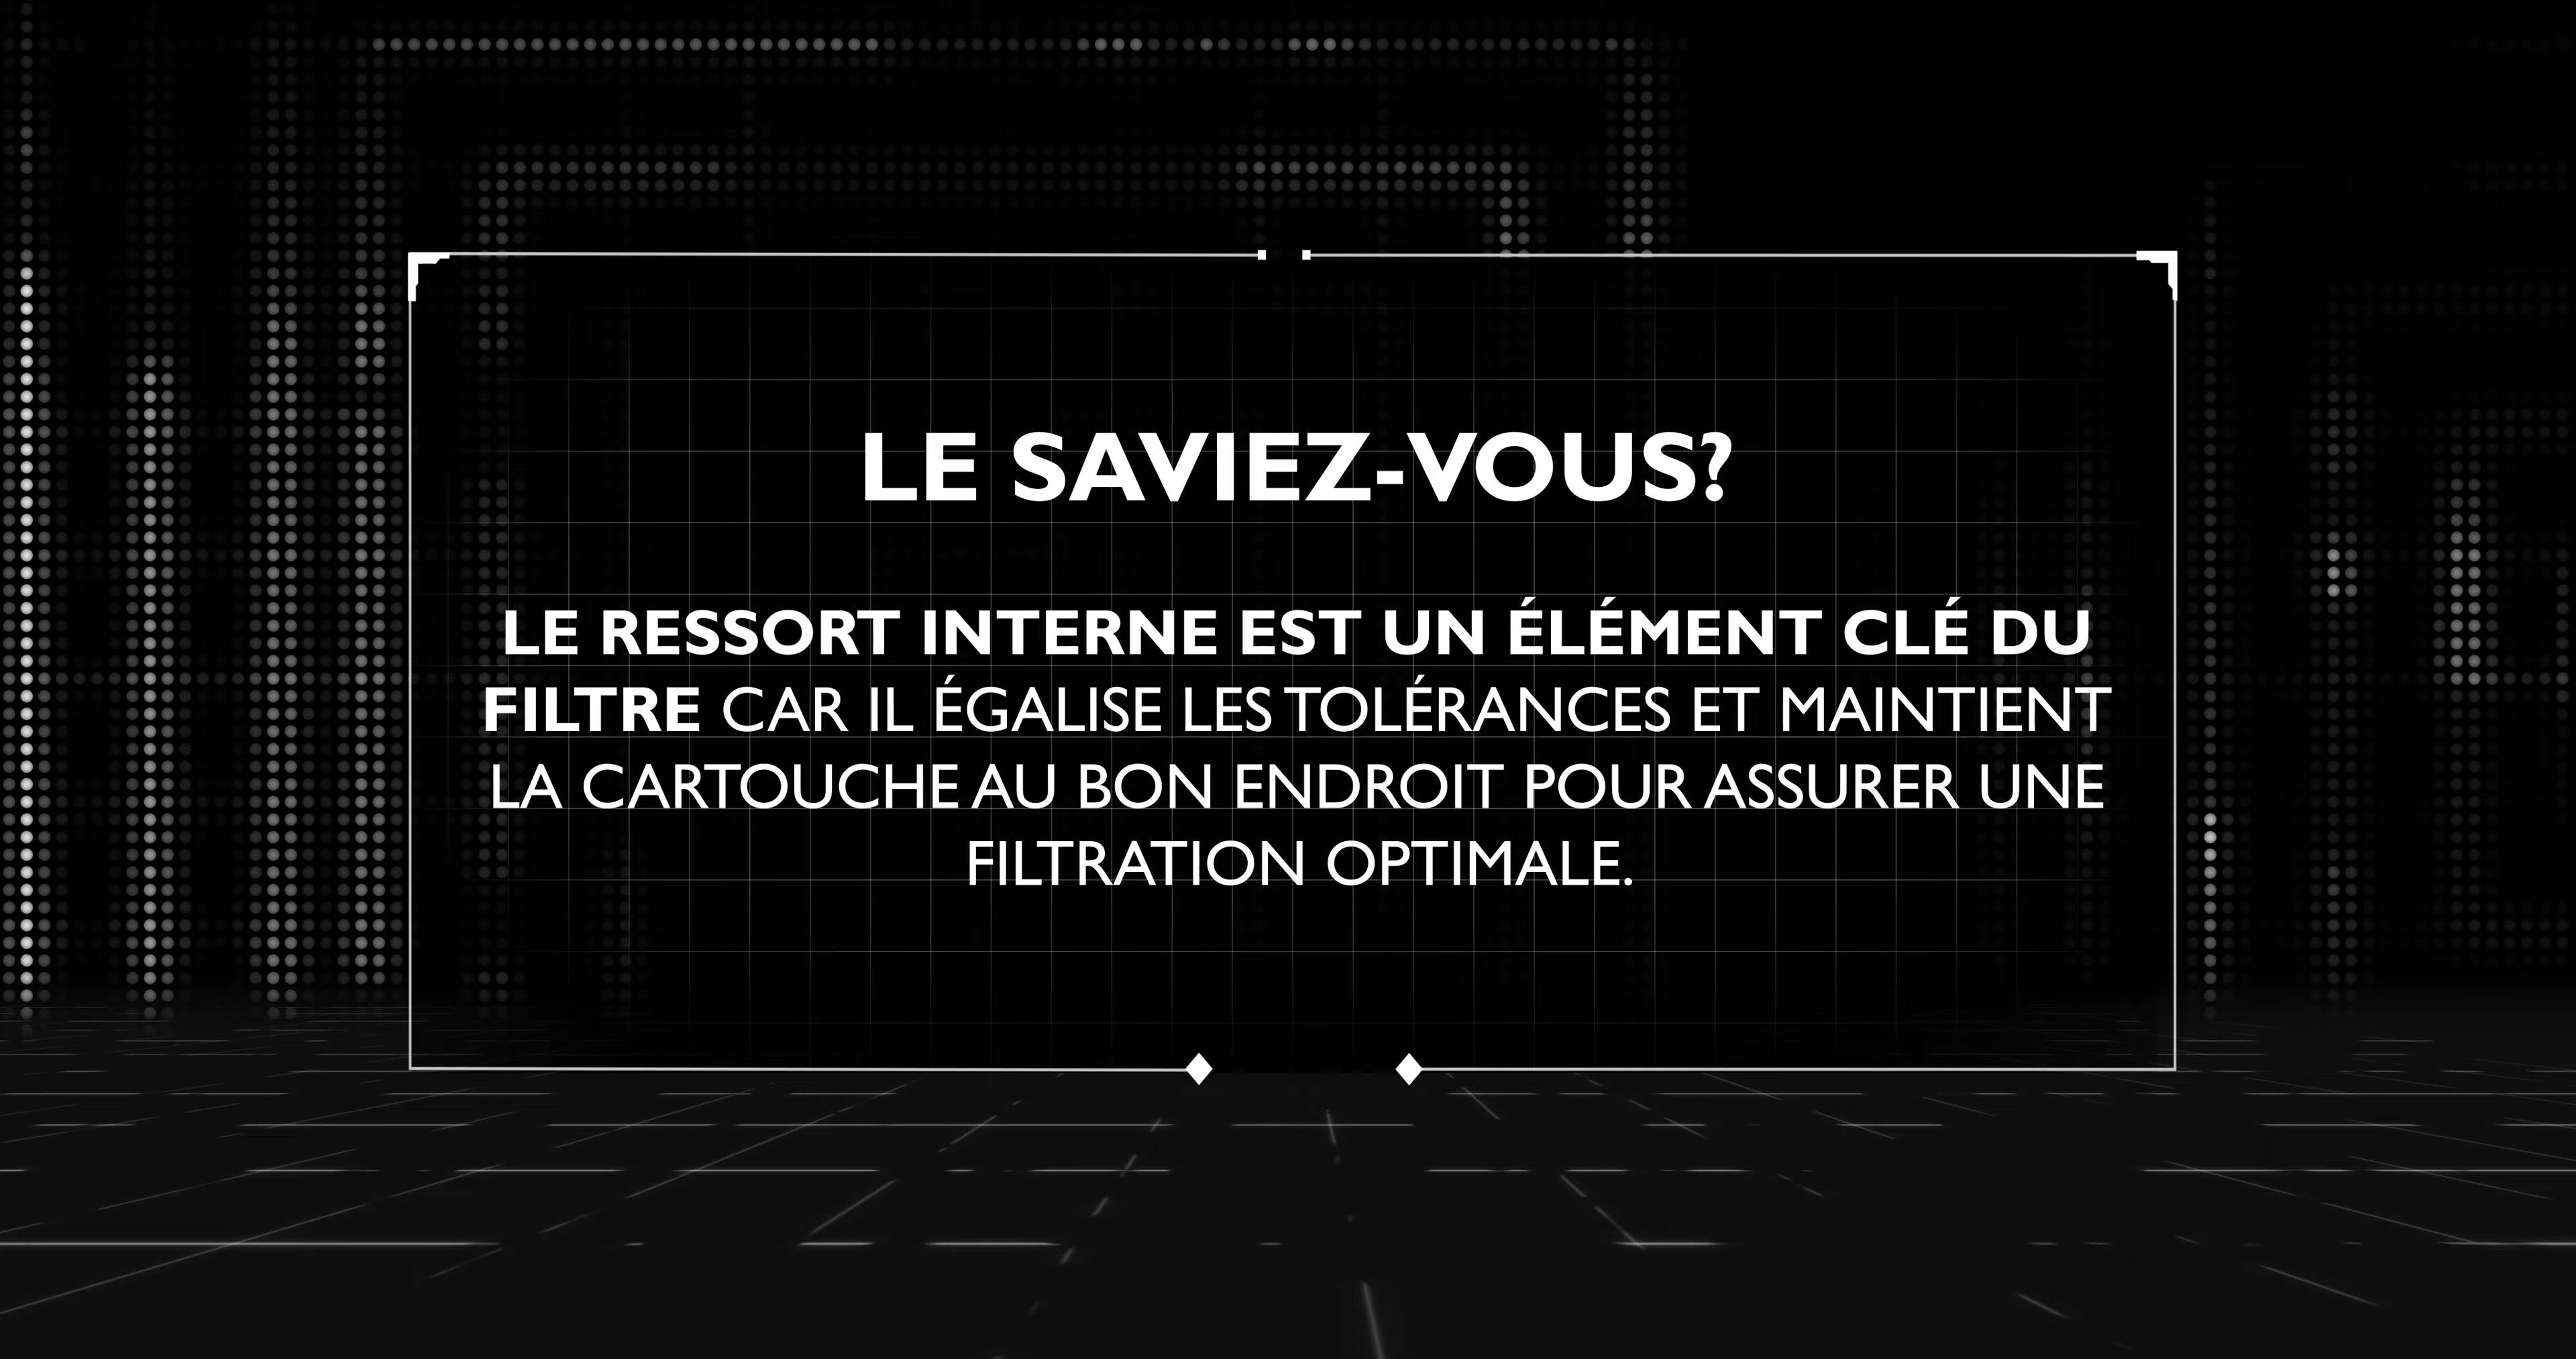 LE SAVIEZ-VOUS?
LE RESSORT INTERNE EST UN ÉLÉMENT CLÉ DU
FILTRE CAR IL ÉGALISE LES TOLÉRANCES ET MAINTIENT
LA CARTOUCHE AU BON ENDROIT POUR ASSURER UNE
FILTRATION OPTIMALE.